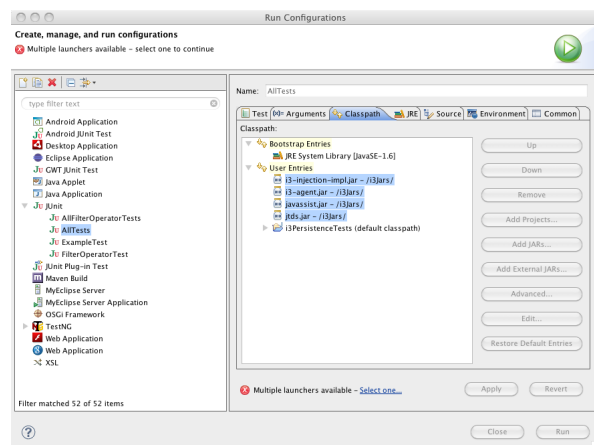 Run Configurations
Create, manage, and run configurations
Multiple launchers available - select one to continue
type filter text
Android Application
Android JUnit Test
Desktop Application
Eclipse Application
GWT JUnit Test
Java Applet
Java Application
JUnit
AllFilterOperatorTests
AllTests
ExampleTest
FilterOperatorTest
JUnit Plug-in Test
Maven Build
MyEclipse Server
MyEclipse Server Application
OSGi Framework
TestNG
Web Application
Web Application
XSL
Filter matched 52 of 52 items
Name: AllTests
Test (x)= Arguments Classpath JRE Source Environment Common
Classpath:
Bootstrap Entries
JRE System Library [JavaSE-1.6]
User Entries
i3-injection-impl.jar - /i3Jars/
i3-agent.jar - /i3Jars/
javassist.jar - /i3Jars/
jtds.jar - /i3Jars/
i3PersistenceTests (default classpath)
Up
Down
Remove
Add Projects...
Add JARs...
Add External JARs...
Advanced...
Edit...
Restore Default Entries
Multiple launchers available - Select one...
Apply Revert
Close Run